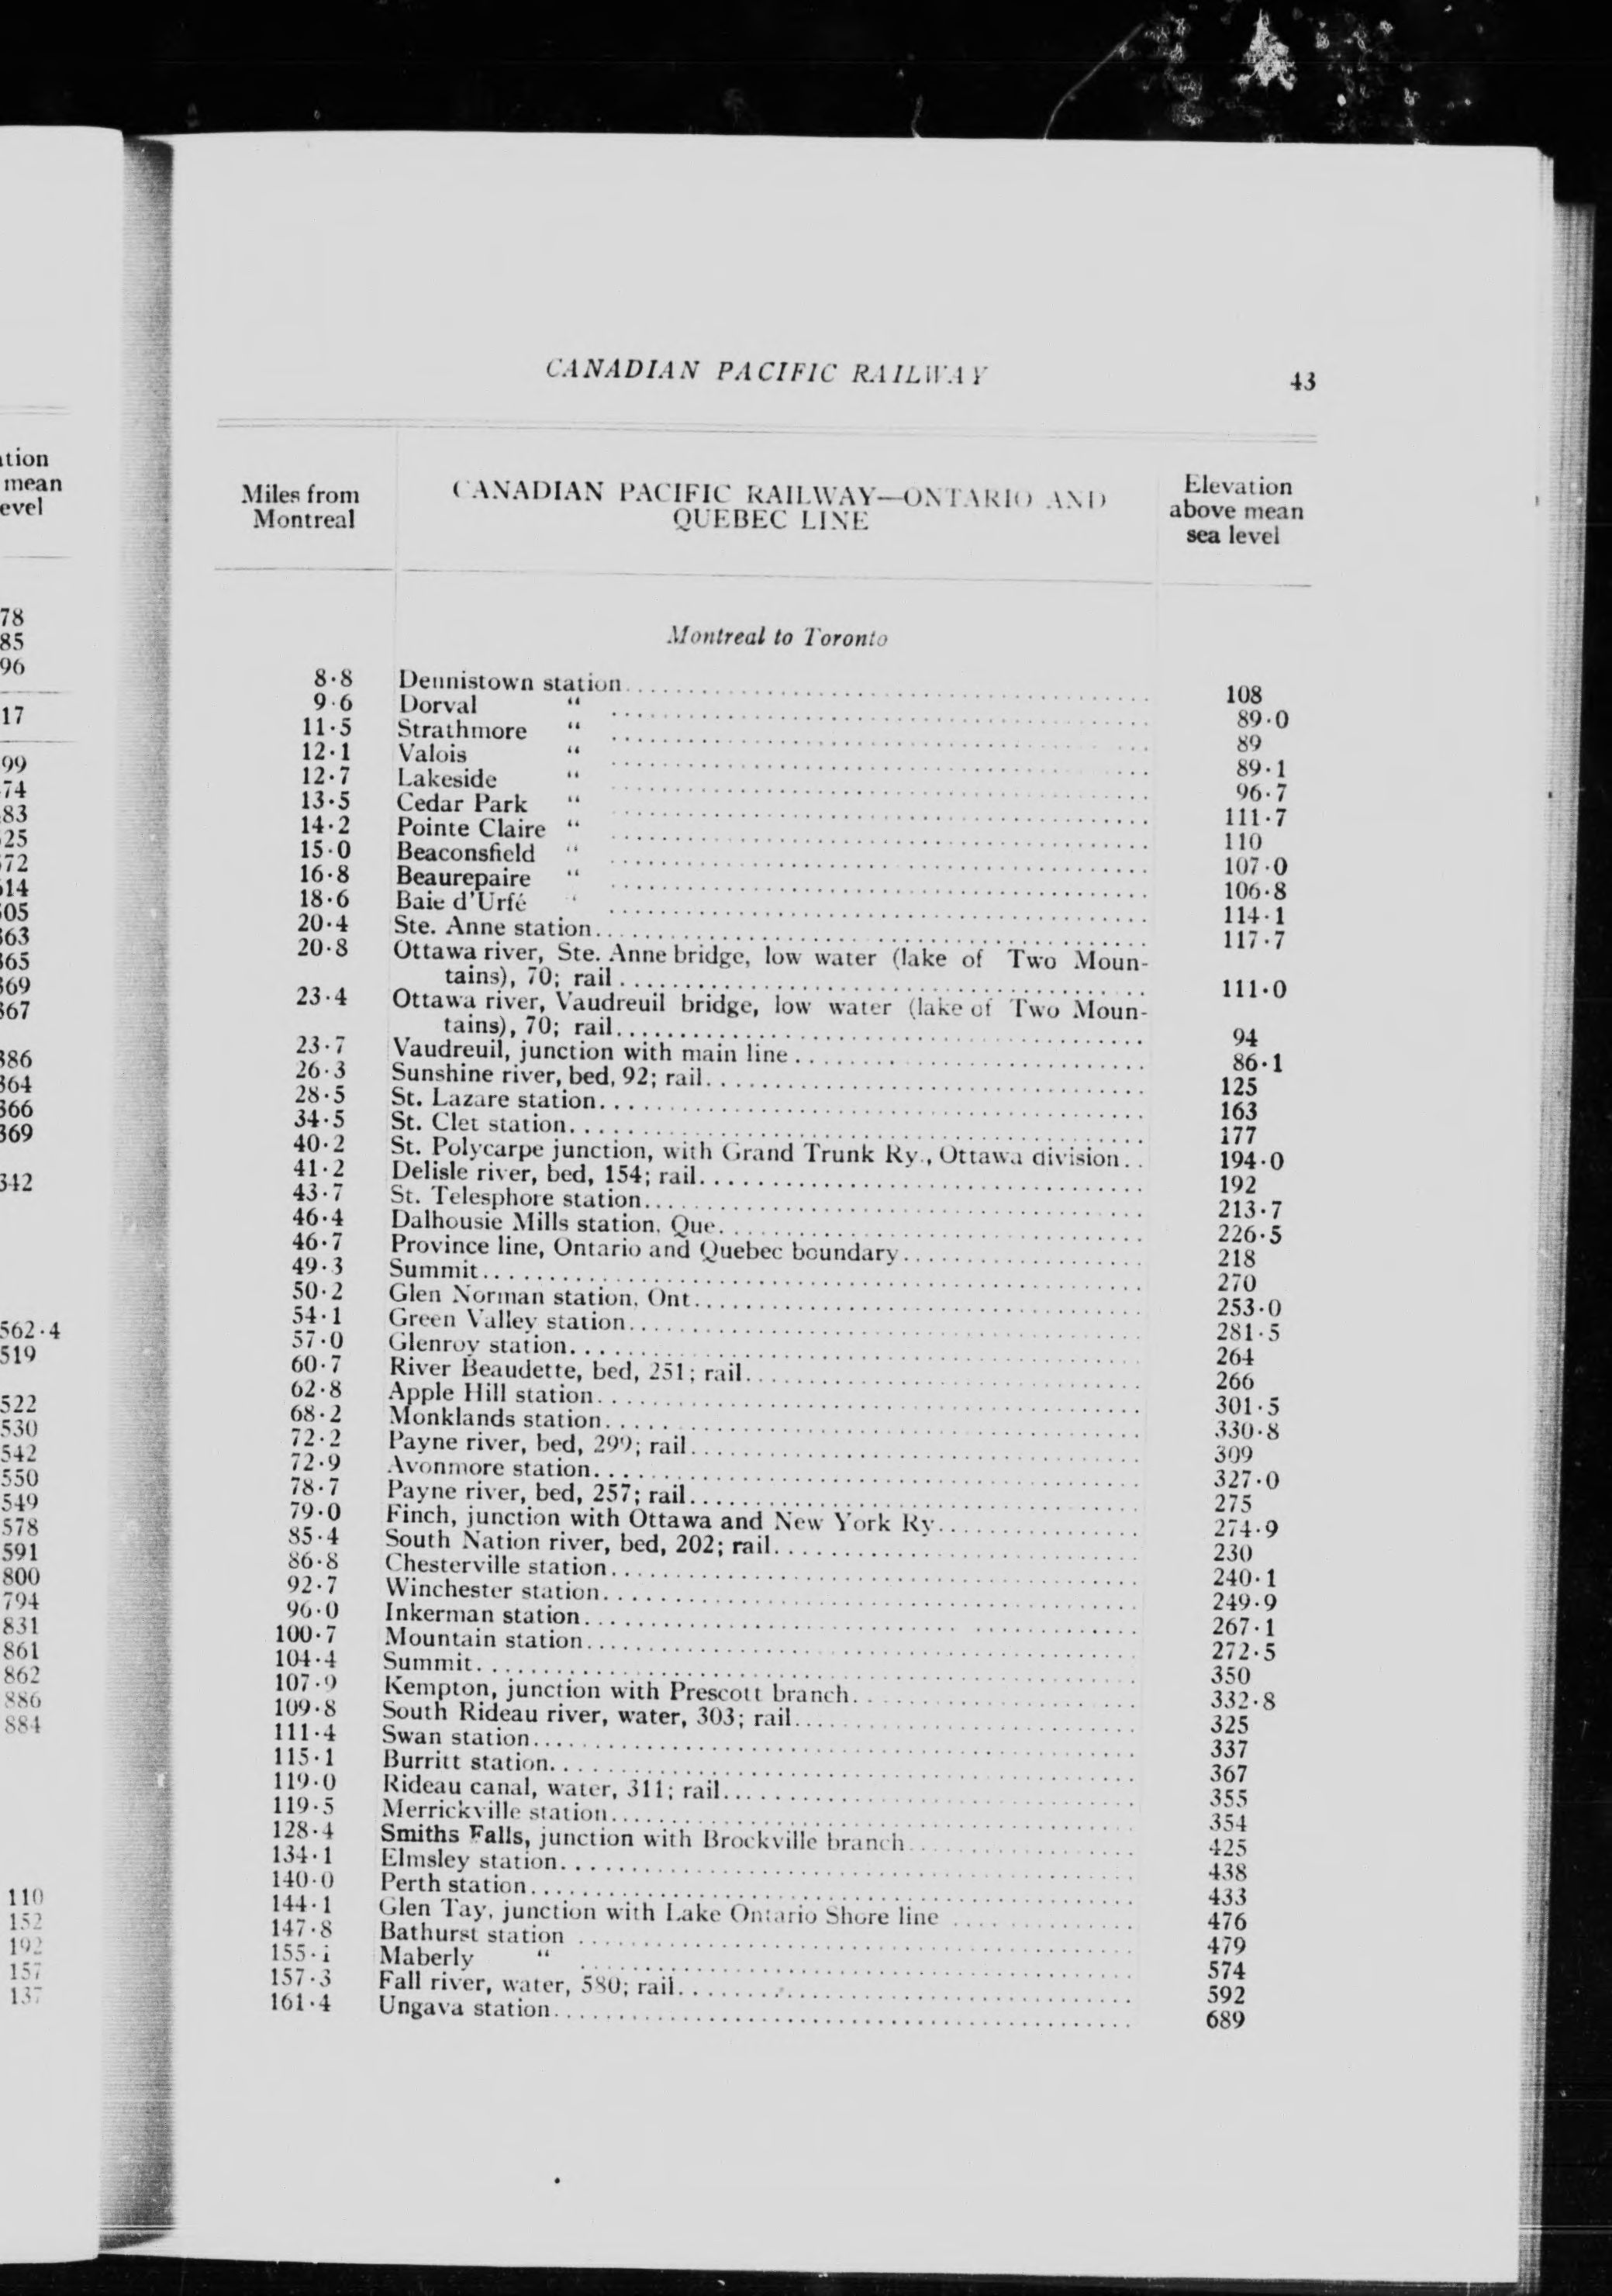 CANADIAN PACIFIC RAILWAY 43
Miles from
Montreal
CANADIAN PACIFIC RAILWAY—ONTARIO AND
QUEBEC LINE
Elevation
above mean
sea level
Montreal to Toronto
8·8 Dennistown station 108
9·6 Dorval “ 89·0
11·5 Strathmore “ 89
12·1 Valois “ 89·1
12·7 Lakeside “ 96·7
13·5 Cedar Park “ 111·7
14·2 Pointe Claire “ 110
15·0 Beaconsfield “ 107·0
16·8 Beaurepaire “ 106·8
18·6 Baie d'Urfé “ 114·1
20·4 Ste. Anne station 117·7
20·8 Ottawa river, Ste. Anne bridge, low water (lake of Two Moun-
tains), 70; rail 111·0
23·4 Ottawa river, Vaudreuil bridge, low water (lake of Two Moun-
tains), 70; rail 94
23·7 Vaudreuil, junction with main line 86·1
26·3 Sunshine river, bed, 92; rail 125
28·5 St. Lazare station 163
34·5 St. Clet station 177
40·2 St. Polycarpe junction, with Grand Trunk Ry., Ottawa division 194·0
41·2 Delisle river, bed, 154; rail 192
43·7 St. Telesphore station 213·7
46·4 Dalhousie Mills station, Que. 226·5
46·7 Province line, Ontario and Quebec boundary 218
49·3 Summit 270
50·2 Glen Norman station, Ont. 253·0
54·1 Green Valley station 281·5
57·0 Glenroy station 264
60·7 River Beaudette, bed, 251; rail 266
62·8 Apple Hill station 301·5
68·2 Monklands station 330·8
72·2 Payne river, bed, 299; rail 309
72·9 Avonmore station 327·0
78·7 Payne river, bed, 257; rail 275
79·0 Finch, junction with Ottawa and New York Ry. 274·9
85·4 South Nation river, bed, 202; rail 230
86·8 Chesterville station 240·1
92·7 Winchester station 249·9
96·0 Inkerman station 267·1
100·7 Mountain station 272·5
104·4 Summit 350
107·9 Kempton, junction with Prescott branch 332·8
109·8 South Rideau river, water, 303; rail 325
111·4 Swan station 337
115·1 Burritt station 367
119·0 Rideau canal, water, 311; rail 355
119·5 Merrickville station 354
128·4 Smiths Falls, junction with Brockville branch 425
134·1 Elmsley station 438
140·0 Perth station 433
144·1 Glen Tay, junction with Lake Ontario Shore line 476
147·8 Bathurst station 479
155·1 Maberly “ 574
157·3 Fall river, water, 580; rail 592
161·4 Ungava station 689